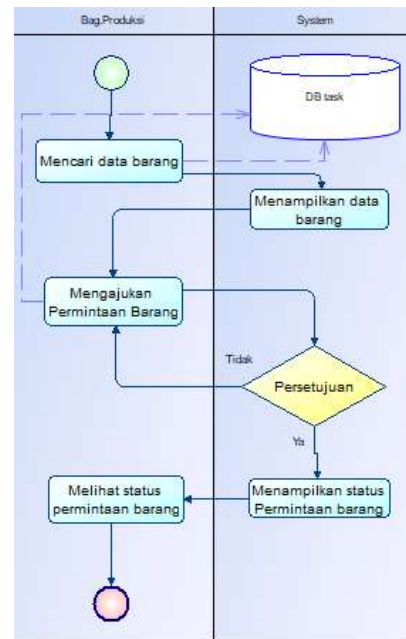 Bag.Produksi
System
DB task
Mencari data barang
Menampilkan data
barang
Mengajukan
Permintaan Barang
Tidak
Persetujuan
Ya
Melihat status
permintaan barang
Menampilkan status
Permintaan barang